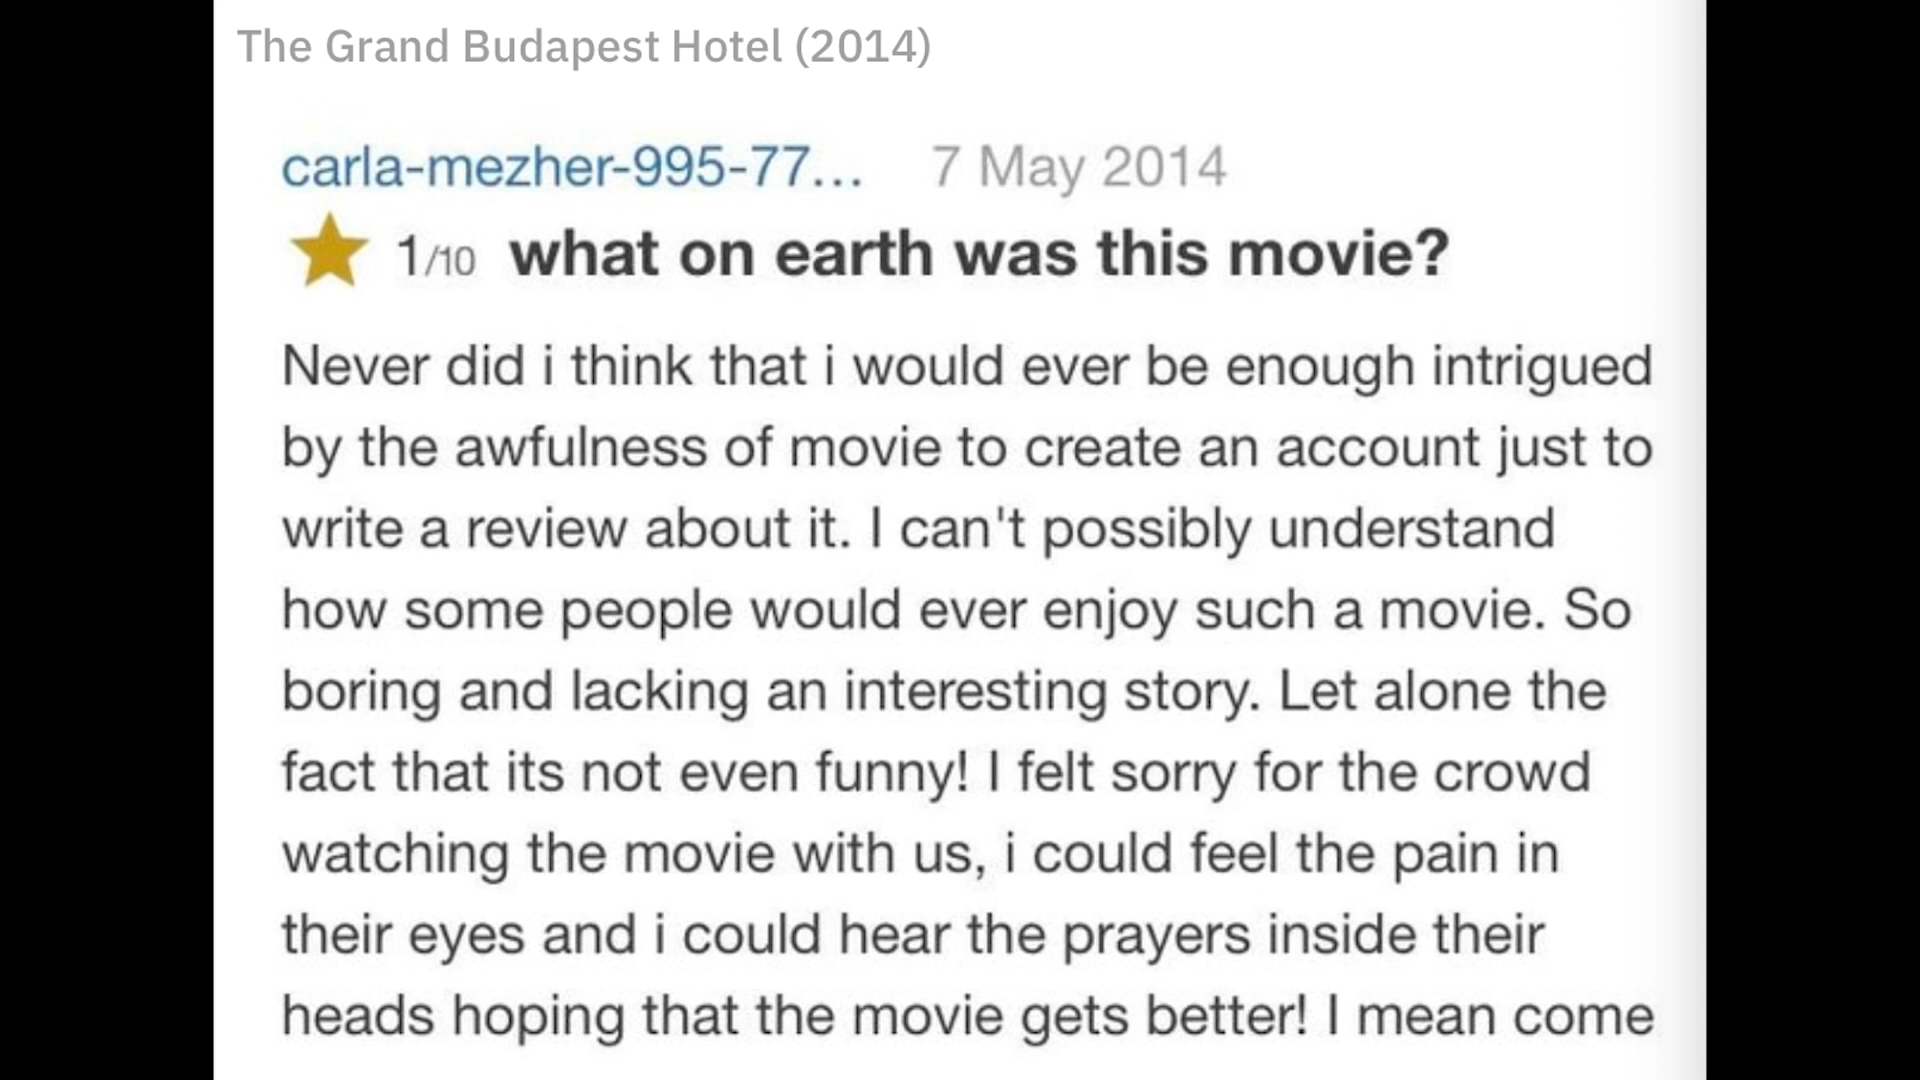 The Grand Budapest Hotel (2014)
carla-mezher-995-77... 7 May 2014
1/10 what on earth was this movie?
Never did i think that i would ever be enough intrigued
by the awfulness of movie to create an account just to
write a review about it. I can't possibly understand
how some people would ever enjoy such a movie. So
boring and lacking an interesting story. Let alone the
fact that its not even funny! I felt sorry for the crowd
watching the movie with us, i could feel the pain in
their eyes and i could hear the prayers inside their
heads hoping that the movie gets better! I mean come